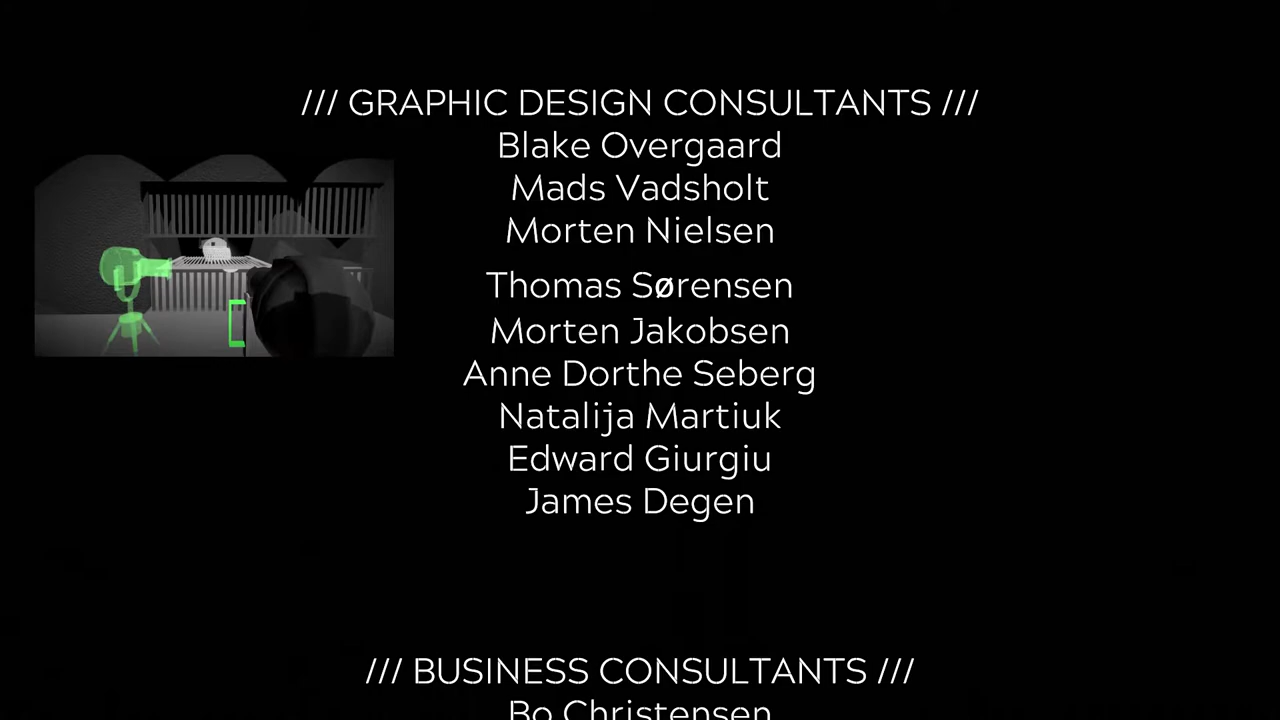 /// GRAPHIC DESIGN CONSULTANTS ///
Blake Overgaard
Mads Vadsholt
Morten Nielsen
Thomas Sørensen
Morten Jakobsen
Anne Dorthe Seberg
Natalija Martiuk
Edward Giurgiu
James Degen
/// BUSINESS CONSULTANTS ///
Bo Christensen